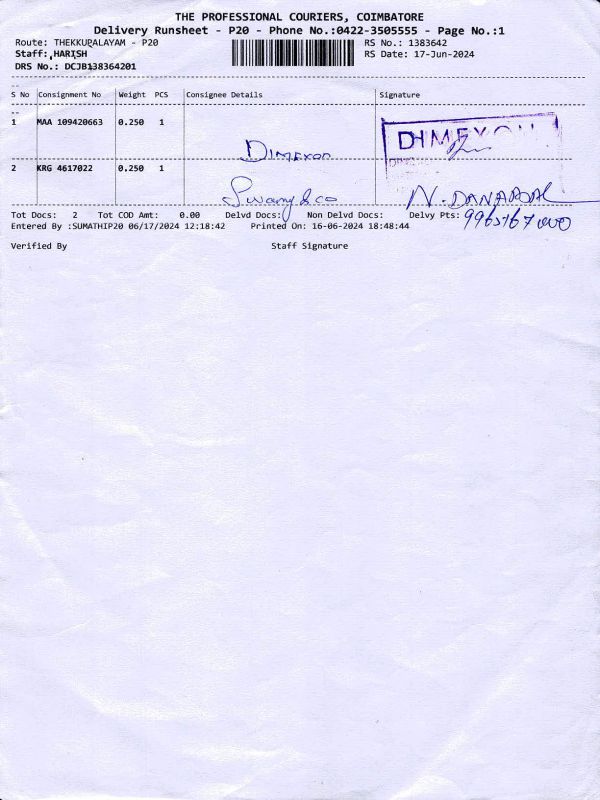 THE PROFESSIONAL COURIERS, COIMBATORE
Delivery Runsheet - P20 - Phone No.:0422-3505555 - Page No.:1
Route: THEKKUPALAYAM - P20 RS No.: 1383642
Staff: HARISH RS Date: 17-Jun-2024
DRS No.: DCJB138364201
S No Consignment No Weight PCS Consignee Details Signature
1 MAA 109420663 0.250 1 DIMEXON
Dimexon
2 KRG 4617022 0.250 1
Swamy & co N. DANAPAL
Tot Docs: 2 Tot COD Amt: 0.00 Delvd Docs: Non Delvd Docs: Delvy Pts:
Entered By :SUMATHIP20 06/17/2024 12:18:42 Printed On: 16-06-2024 18:48:44
Verified By Staff Signature